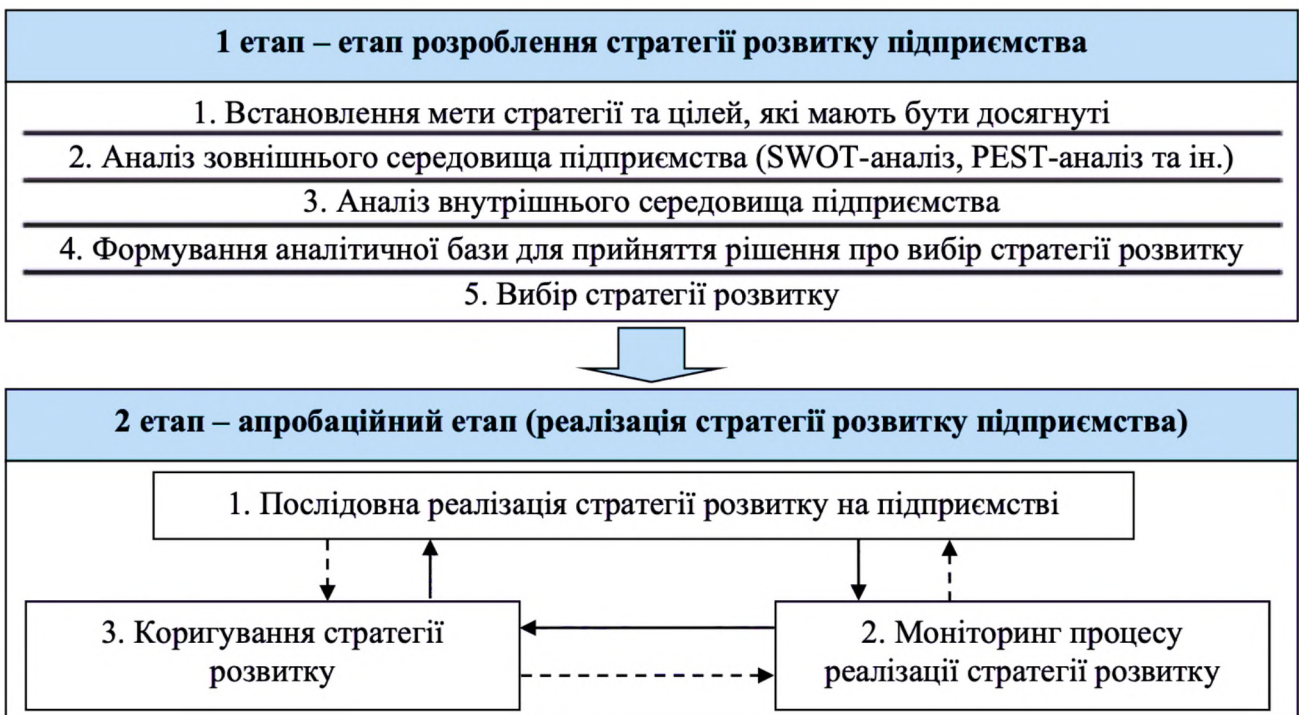 1 етап – етап розроблення стратегії розвитку підприємства
1. Встановлення мети стратегії та цілей, які мають бути досягнуті
2. Аналіз зовнішнього середовища підприємства (SWOT-аналіз, PEST-аналіз та ін.)
3. Аналіз внутрішнього середовища підприємства
4. Формування аналітичної бази для прийняття рішення про вибір стратегії розвитку
5. Вибір стратегії розвитку
2 етап – апробаційний етап (реалізація стратегії розвитку підприємства)
1. Послідовна реалізація стратегії розвитку на підприємстві
3. Коригування стратегії
розвитку
2. Моніторинг процесу
реалізації стратегії розвитку